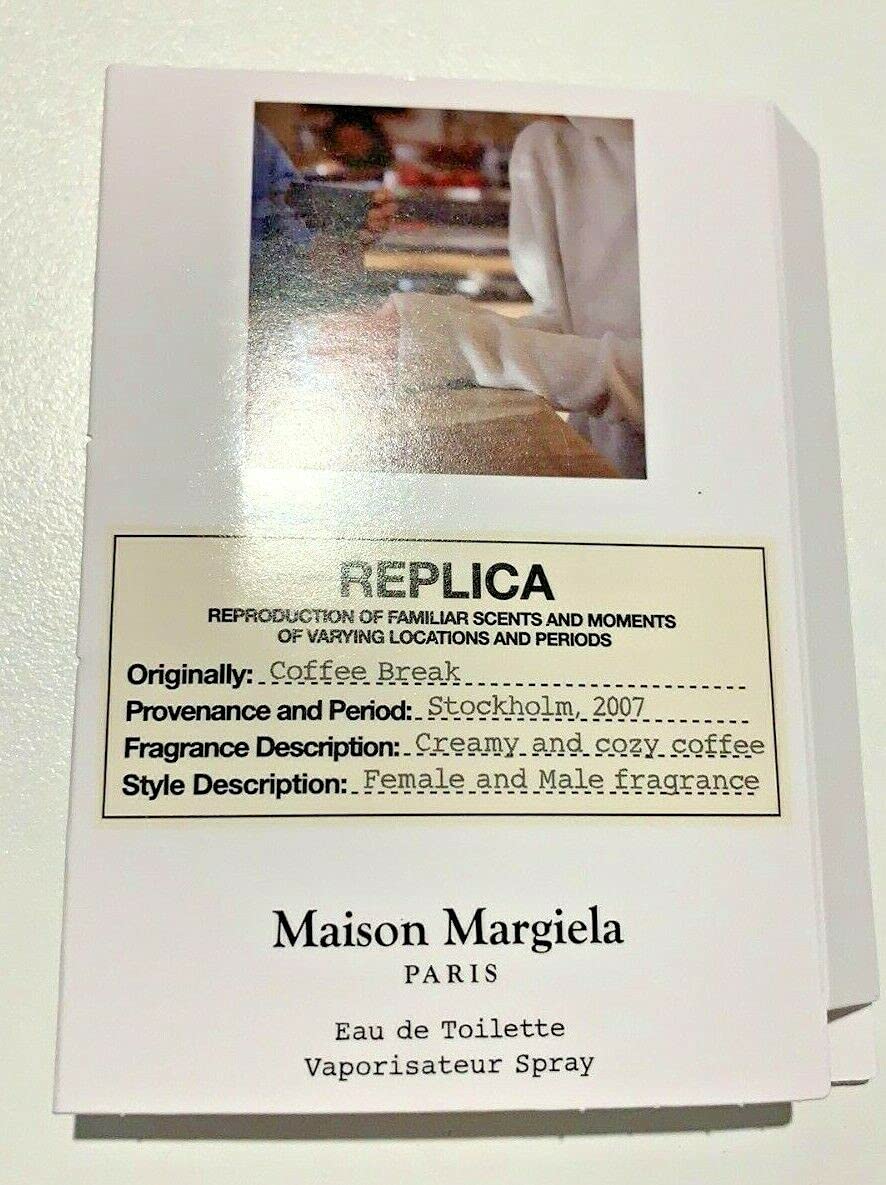 REPLICA
REPRODUCTION OF FAMILIAR SCENTS AND MOMENTS
OF VARYING LOCATIONS AND PERIODS
Originally: Coffee Break
Provenance and Period: Stockholm, 2007
Fragrance Description: Creamy and cozy coffee
Style Description: Female and Male fragrance
Maison Margiela
PARIS
Eau de Toilette
Vaporisateur Spray